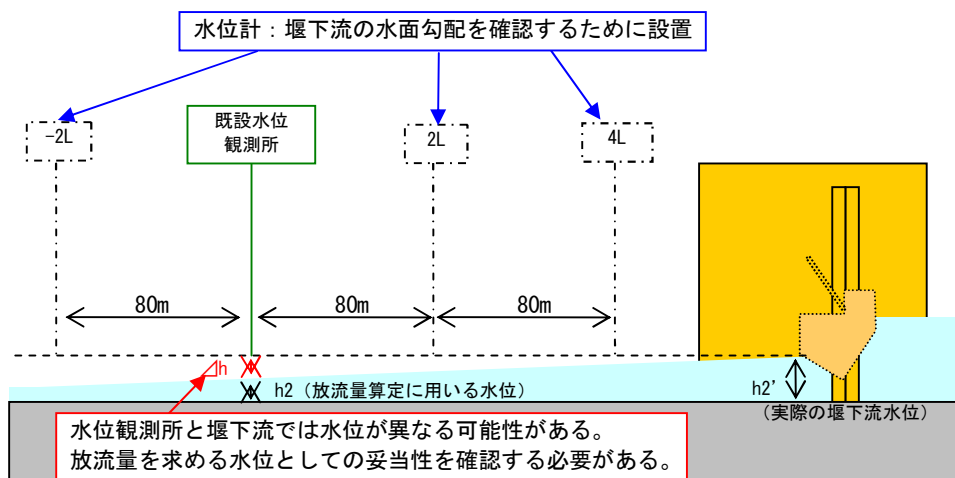 水位計：堰下流の水面勾配を確認するために設置
-2L
既設水位
観測所
2L
4L
80m
80m
80m
⊿h
h2（放流量算定に用いる水位）
h2’
（実際の堰下流水位）
水位観測所と堰下流では水位が異なる可能性がある。
放流量を求める水位としての妥当性を確認する必要がある。